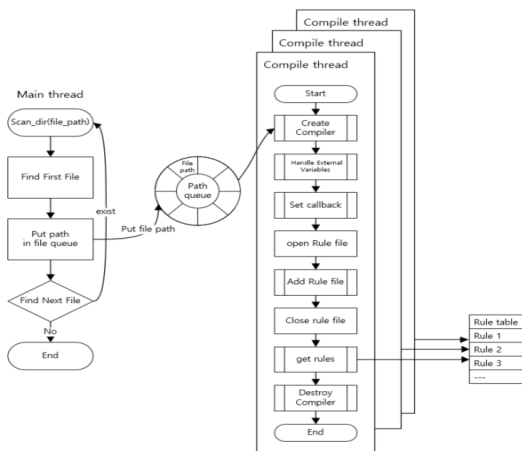 Compile thread
Compile thread
Compile thread
Main thread
Scan_dir(file_path)
Find First File
Put path
in file queue
exist
Find Next File
No
End
Put file path
File
path
Path
queue
Start
Create
Compiler
Handle External
Variables
Set callback
open Rule file
Add Rule file
Close rule file
get rules
Destroy
Compiler
End
Rule table
Rule 1
Rule 2
Rule 3
---